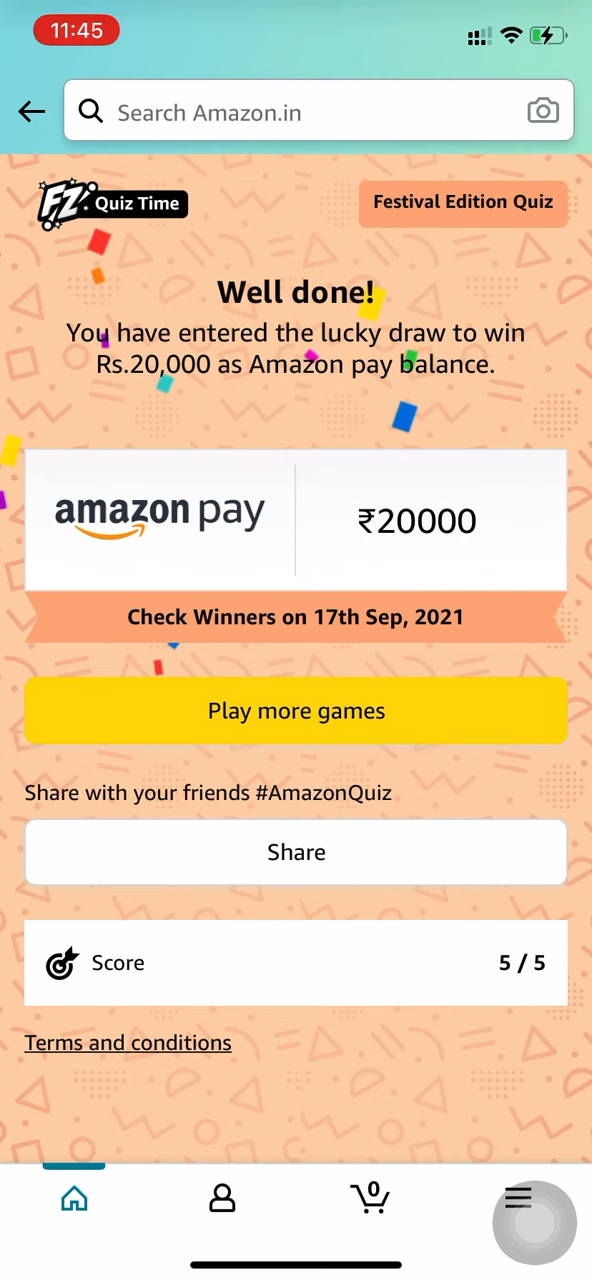 11:45
Search Amazon.in
FZ Quiz Time
Festival Edition Quiz
Well done!
You have entered the lucky draw to win
Rs.20,000 as Amazon pay balance.
amazon pay
₹20000
Check Winners on 17th Sep, 2021
Play more games
Share with your friends #AmazonQuiz
Share
Score
5 / 5
Terms and conditions
0